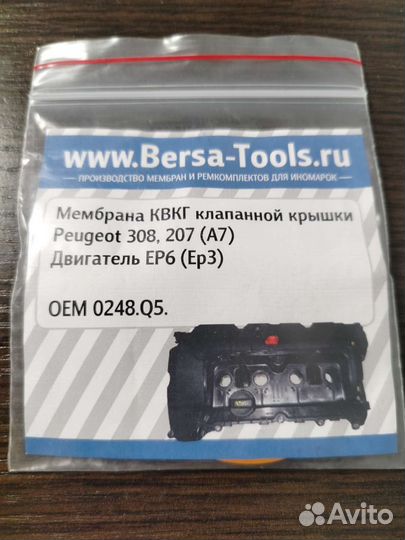 www.Bersa-Tools.ru
ПРОИЗВОДСТВО МЕМБРАН И РЕМКОМПЛЕКТОВ ДЛЯ ИНОМАРОК
Мембрана КВКГ клапанной крышки
Peugeot 308, 207 (A7)
Двигатель EP6 (Ep3)
OEM 0248.Q5.
Avito